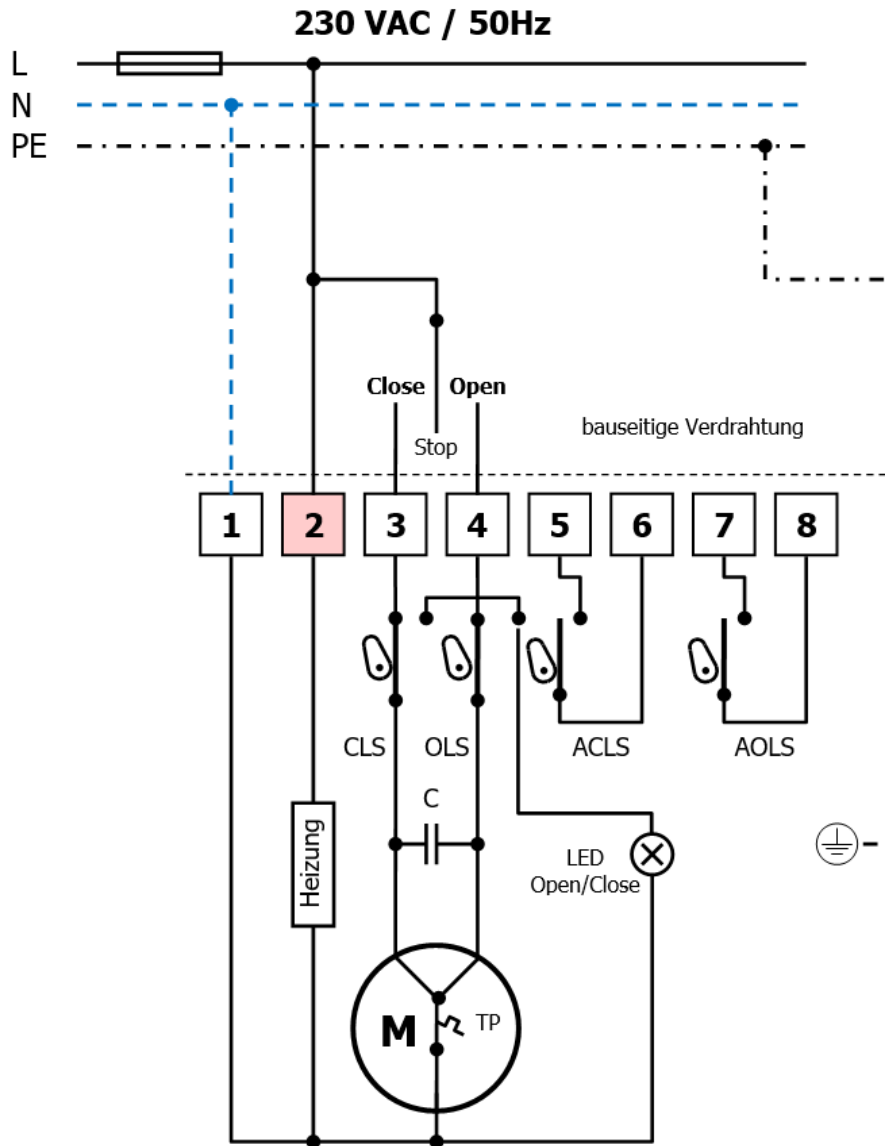 230 VAC / 50Hz
L
N
PE
Close Open
Stop
bauseitige Verdrahtung
1 2 3 4 5 6 7 8
CLS OLS ACLS AOLS
C
Heizung
LED
Open/Close
M TP